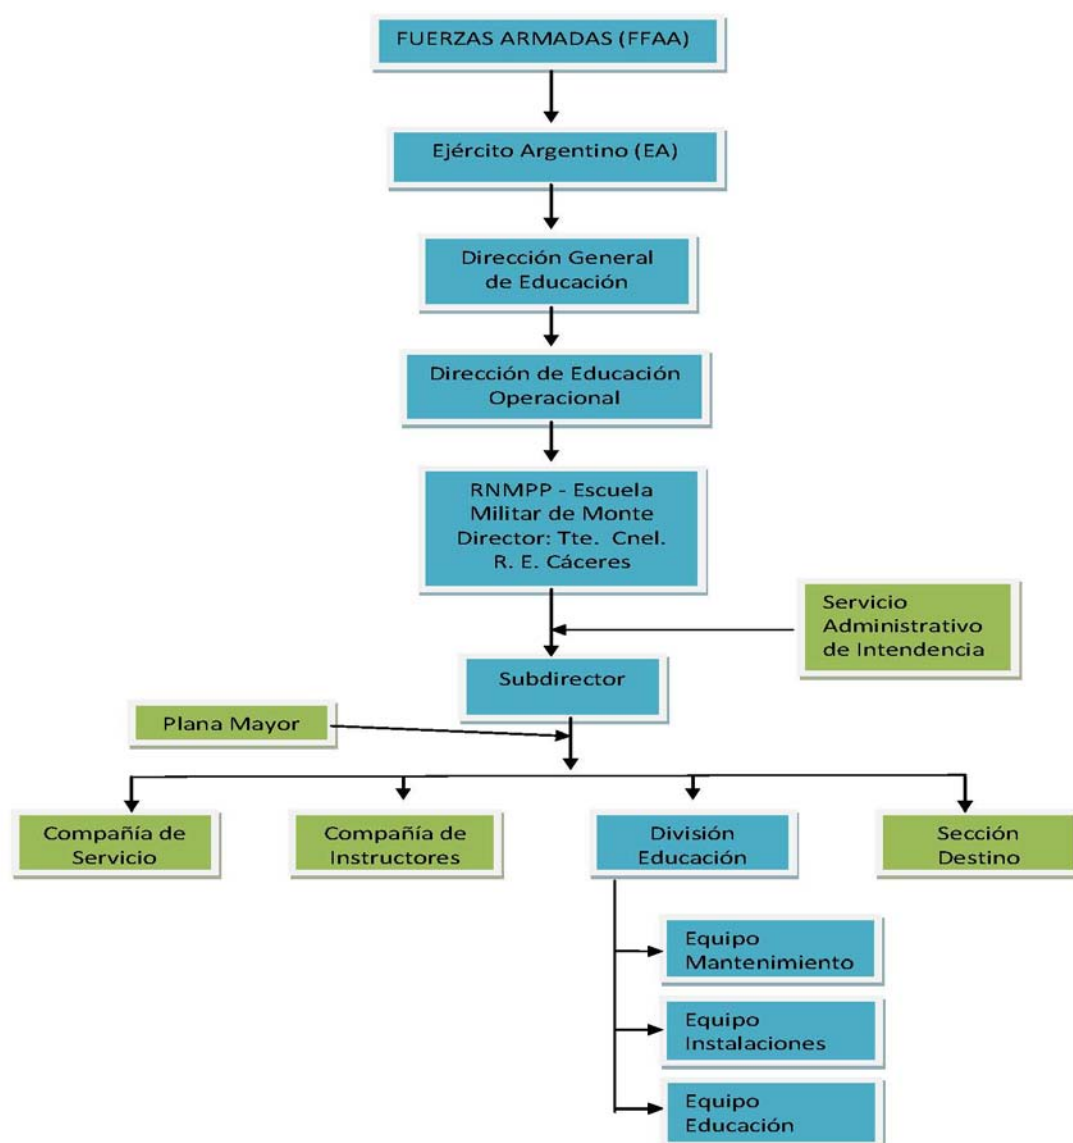 FUERZAS ARMADAS (FFAA)
Ejército Argentino (EA)
Dirección General
de Educación
Dirección de Educación
Operacional
RNMPP - Escuela
Militar de Monte
Director: Tte. Cnel.
R. E. Cáceres
Servicio
Administrativo
de Intendencia
Subdirector
Plana Mayor
Compañía de
Servicio
Compañía de
Instructores
División
Educación
Sección
Destino
Equipo
Mantenimiento
Equipo
Instalaciones
Equipo
Educación